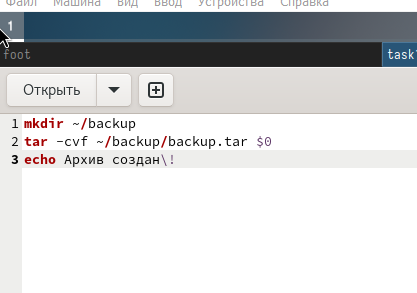 Файл Машина Вид Ввод Устройства Справка
1
foot task
Открыть
1 mkdir ~/backup
2 tar -cvf ~/backup/backup.tar $0
3 echo Архив создан\!